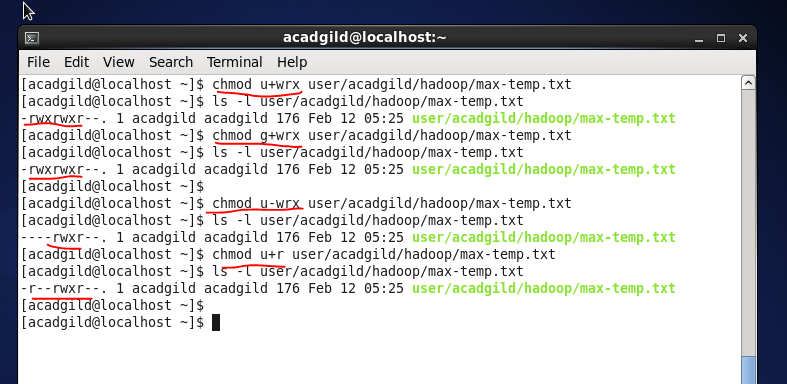 acadgild@localhost:~
File Edit View Search Terminal Help
[acadgild@localhost ~]$ chmod u+wrx user/acadgild/hadoop/max-temp.txt
[acadgild@localhost ~]$ ls -l user/acadgild/hadoop/max-temp.txt
-rwxrwxr--. 1 acadgild acadgild 176 Feb 12 05:25 user/acadgild/hadoop/max-temp.txt
[acadgild@localhost ~]$ chmod g+wrx user/acadgild/hadoop/max-temp.txt
[acadgild@localhost ~]$ ls -l user/acadgild/hadoop/max-temp.txt
-rwxrwxr--. 1 acadgild acadgild 176 Feb 12 05:25 user/acadgild/hadoop/max-temp.txt
[acadgild@localhost ~]$
[acadgild@localhost ~]$ chmod u-wrx user/acadgild/hadoop/max-temp.txt
[acadgild@localhost ~]$ ls -l user/acadgild/hadoop/max-temp.txt
----rwxr--. 1 acadgild acadgild 176 Feb 12 05:25 user/acadgild/hadoop/max-temp.txt
[acadgild@localhost ~]$ chmod u+r user/acadgild/hadoop/max-temp.txt
[acadgild@localhost ~]$ ls -l user/acadgild/hadoop/max-temp.txt
-r--rwxr--. 1 acadgild acadgild 176 Feb 12 05:25 user/acadgild/hadoop/max-temp.txt
[acadgild@localhost ~]$
[acadgild@localhost ~]$